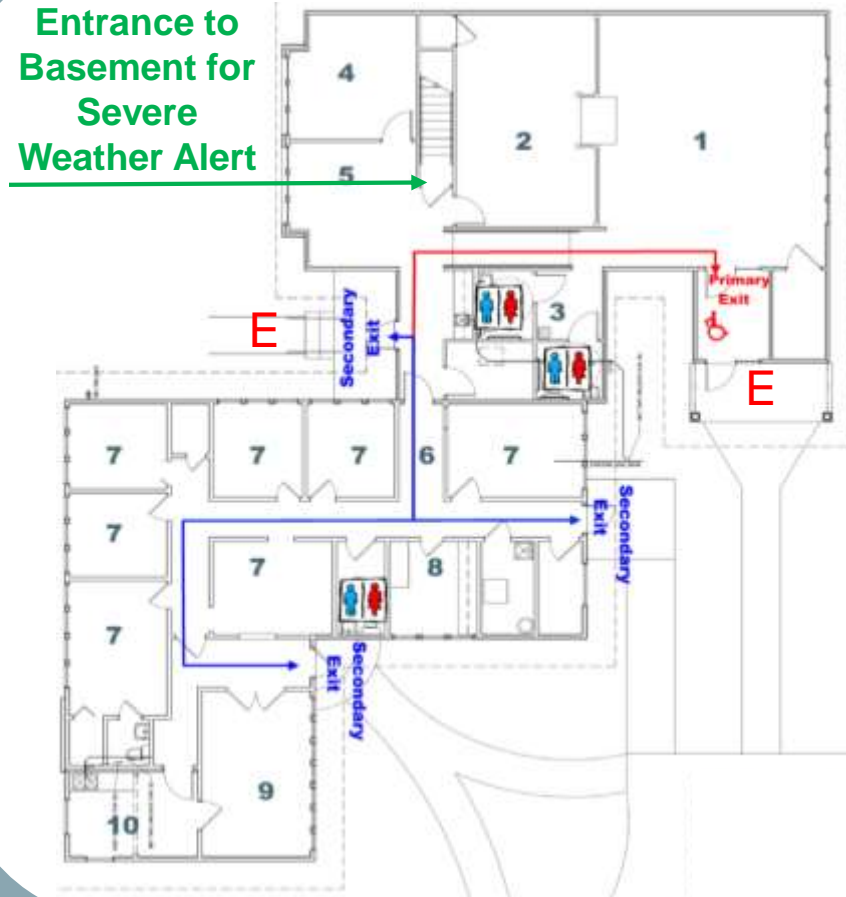 Entrance to
Basement for
Severe
Weather Alert
4
2
1
5
Primary
Exit
3
Secondary
Exit
E
E
7
7
7
6
7
Secondary
Exit
7
7
8
7
Secondary
Exit
9
10